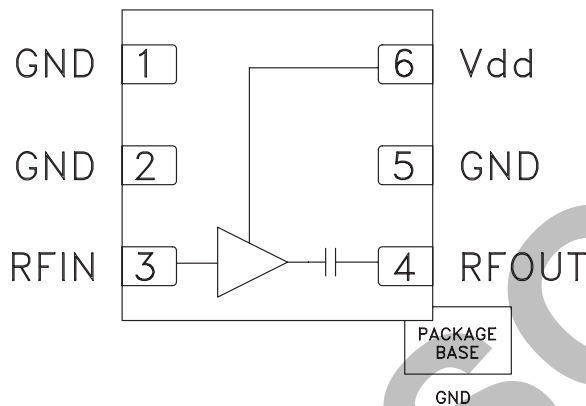 GND 1 6 Vdd
GND 2 5 GND
RFIN 3 4 RFOUT
PACKAGE
BASE
GND